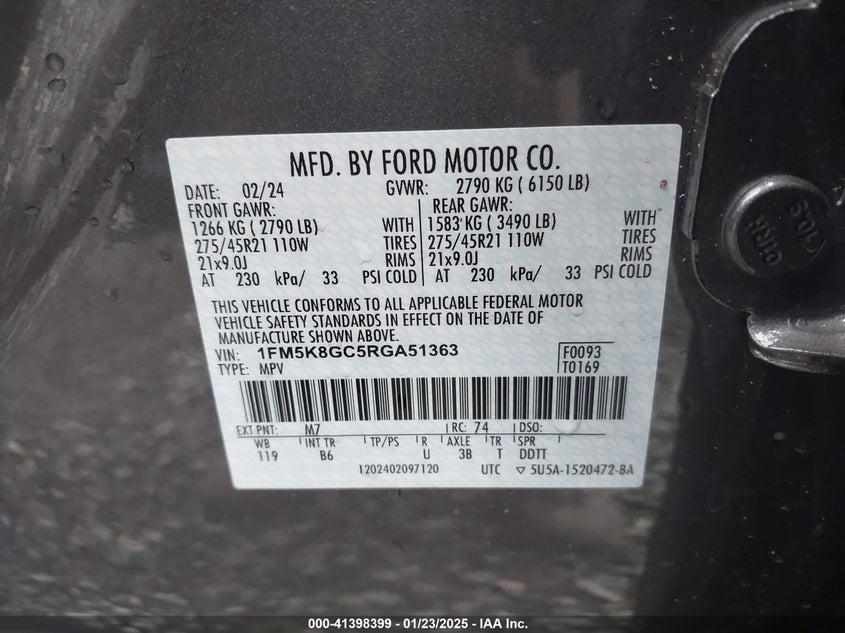 MFD. BY FORD MOTOR CO.
DATE: 02/24 GVWR: 2790 KG ( 6150 LB)
FRONT GAWR: REAR GAWR:
1266 KG ( 2790 LB) WITH 1583 KG ( 3490 LB) WITH
275/45R21 110W TIRES 275/45R21 110W TIRES
21x9.0J RIMS 21x9.0J RIMS
AT 230 kPa/ 33 PSI COLD AT 230 kPa/ 33 PSI COLD
THIS VEHICLE CONFORMS TO ALL APPLICABLE FEDERAL MOTOR
VEHICLE SAFETY STANDARDS IN EFFECT ON THE DATE OF
MANUFACTURE SHOWN ABOVE.
VIN: 1FM5K8GC5RGA51363 F0093
TYPE: MPV T0169
EXT PNT: M7 RC: 74 DSO:
WB INT TR TP/PS R AXLE TR SPR
119 B6 U 3B T DDTT
1202402097120 UTC ▽ 5U5A-1520472-BA
10.9
OIRH
000-41398399 - 01/23/2025 - IAA Inc.